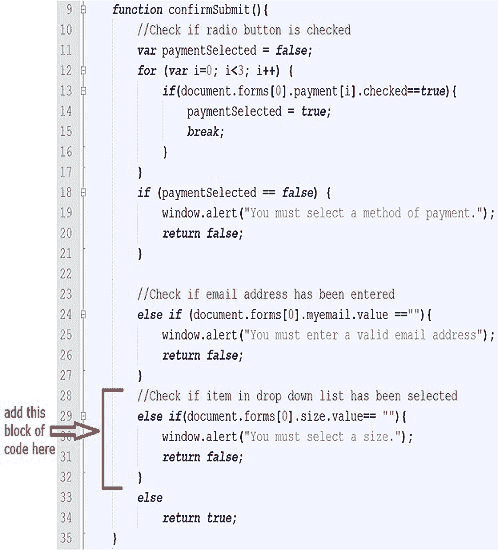 9 function confirmSubmit(){
10 //Check if radio button is checked
11 var paymentSelected = false;
12 for (var i=0; i<3; i++) {
13 if(document.forms[0].payment[i].checked==true){
14 paymentSelected = true;
15 break;
16 }
17 }
18 if (paymentSelected == false) {
19 window.alert("You must select a method of payment.");
20 return false;
21 }
22
23 //Check if email address has been entered
24 else if (document.forms[0].myemail.value ==""){
25 window.alert("You must enter a valid email address");
26 return false;
27 }
28 //Check if item in drop down list has been selected
add this
29 else if(document.forms[0].size.value== ""){
block of
30 window.alert("You must select a size.");
code here
31 return false;
32 }
33 else
34 return true;
35 }